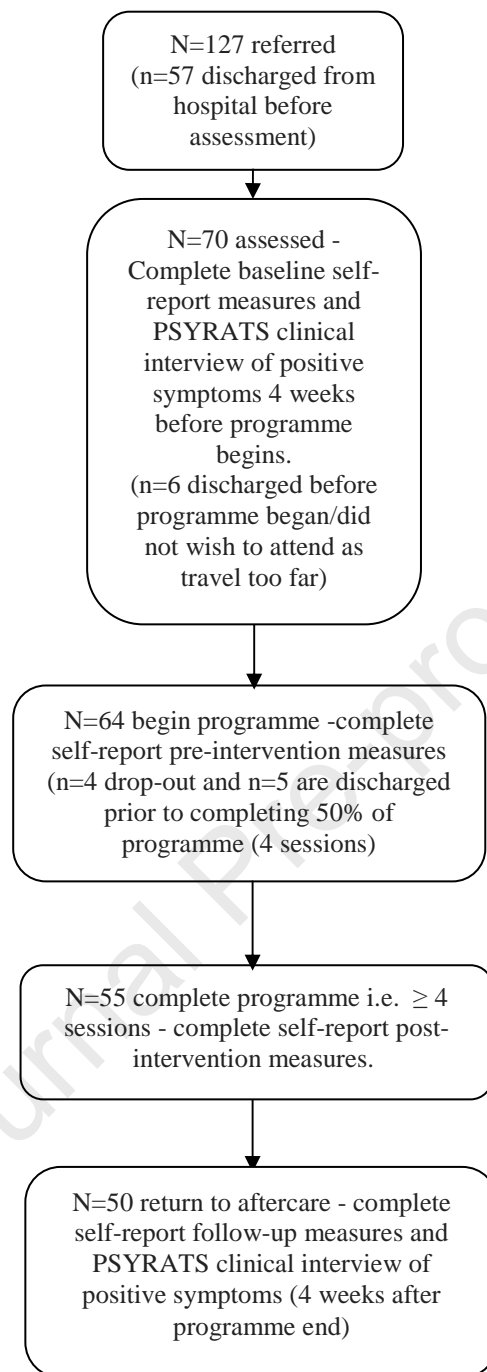 N=127 referred
(n=57 discharged from
hospital before
assessment)
N=70 assessed -
Complete baseline self-
report measures and
PSYRATS clinical
interview of positive
symptoms 4 weeks
before programme
begins.
(n=6 discharged before
programme began/did
not wish to attend as
travel too far)
N=64 begin programme -complete
self-report pre-intervention measures
(n=4 drop-out and n=5 are discharged
prior to completing 50% of
programme (4 sessions)
N=55 complete programme i.e. ≥ 4
sessions - complete self-report post-
intervention measures.
N=50 return to aftercare - complete
self-report follow-up measures and
PSYRATS clinical interview of
positive symptoms (4 weeks after
programme end)
urnal Pre-pro